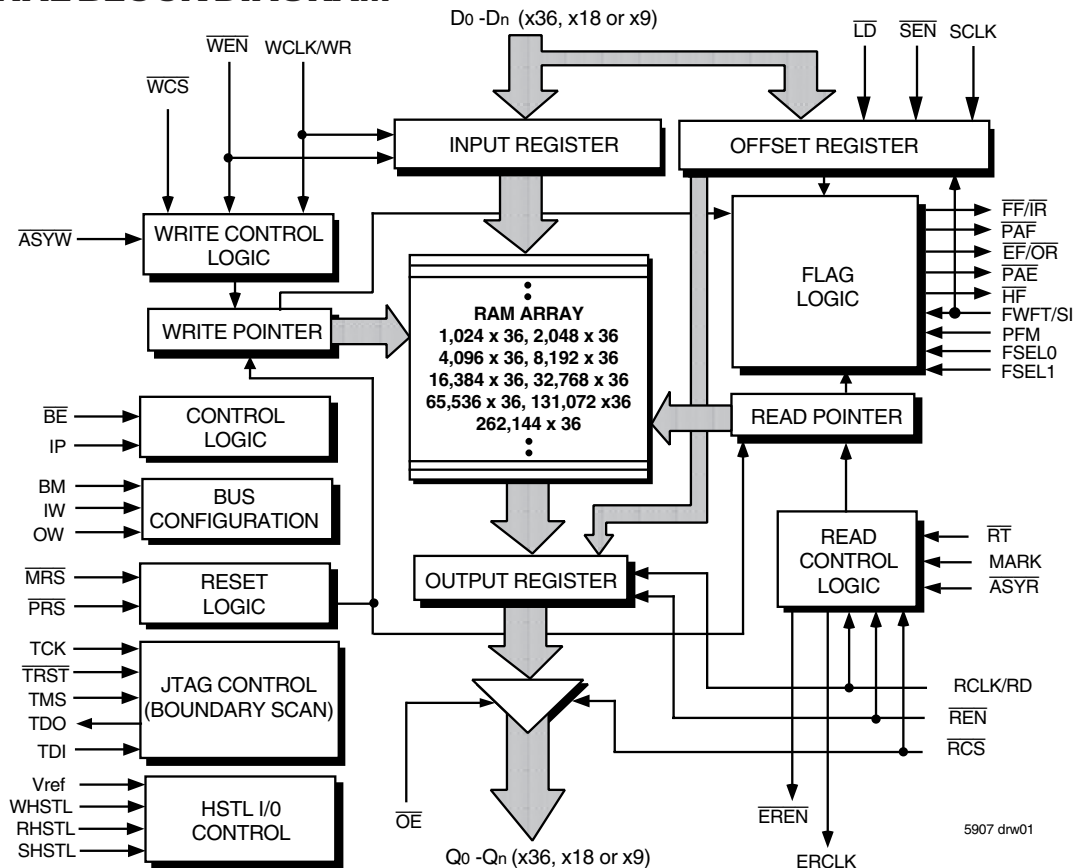 BLOCK DIAGRAM
D0 -Dn (x36, x18 or x9)
WEN
WCLK/WR
LD
SEN
SCLK
WCS
INPUT REGISTER
OFFSET REGISTER
ASYW
WRITE CONTROL
LOGIC
WRITE POINTER
RAM ARRAY
1,024 x 36, 2,048 x 36
4,096 x 36, 8,192 x 36
16,384 x 36, 32,768 x 36
65,536 x 36, 131,072 x36
262,144 x 36
FLAG
LOGIC
FF/IR
PAF
EF/OR
PAE
HF
FWFT/SI
PFM
FSEL0
FSEL1
READ POINTER
BE
IP
CONTROL
LOGIC
BM
IW
OW
BUS
CONFIGURATION
MRS
PRS
RESET
LOGIC
OUTPUT REGISTER
READ
CONTROL
LOGIC
RT
MARK
ASYR
TCK
TRST
TMS
TDO
TDI
JTAG CONTROL
(BOUNDARY SCAN)
RCLK/RD
REN
RCS
Vref
WHSTL
RHSTL
SHSTL
HSTL I/0
CONTROL
OE
EREN
ERCLK
Q0 -Qn (x36, x18 or x9)
5907 drw01